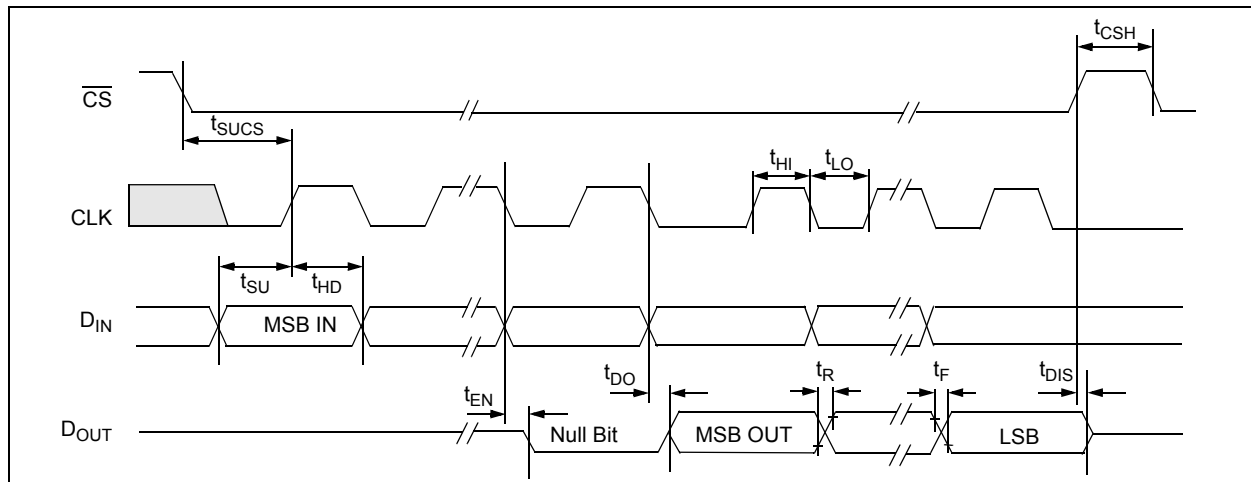 tCSH
CS
tSUCS
tHI
tLO
CLK
tSU
tHD
DIN
MSB IN
tEN
tDO
tR
tF
tDIS
DOUT
Null Bit
MSB OUT
LSB